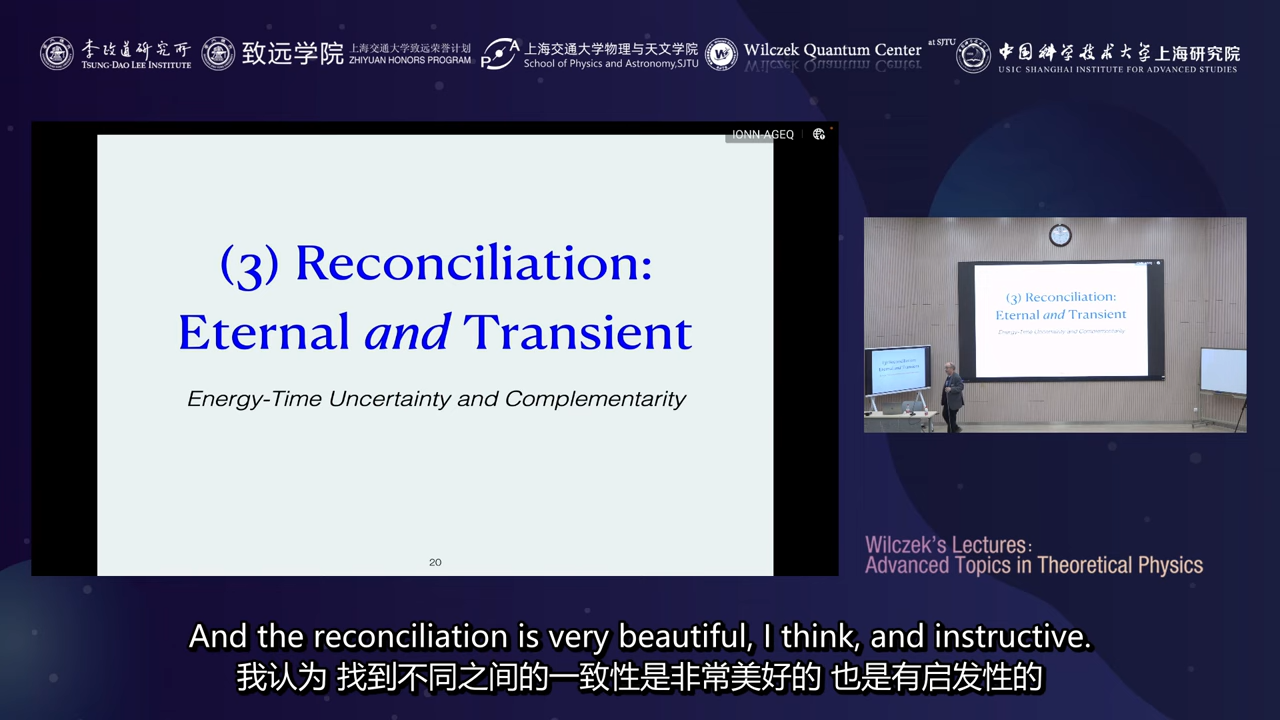 李政道研究所
TSUNG-DAO LEE INSTITUTE
致远学院
上海交通大学致远荣誉计划
ZHIYUAN HONORS PROGRAM
上海交通大学物理与天文学院
School of Physics and Astronomy,SJTU
Wilczek Quantum Center
at SJTU
中国科学技术大学上海研究院
USTC SHANGHAI INSTITUTE FOR ADVANCED STUDIES
IONN-AGEQ
(3) Reconciliation:
Eternal and Transient
Energy-Time Uncertainty and Complementarity
20
(3) Reconciliation:
Eternal and Transient
Energy-Time Uncertainty and Complementarity
Wilczek's Lectures:
Advanced Topics in Theoretical Physics
And the reconciliation is very beautiful, I think, and instructive.
我认为 找到不同之间的一致性是非常美好的 也是有启发性的